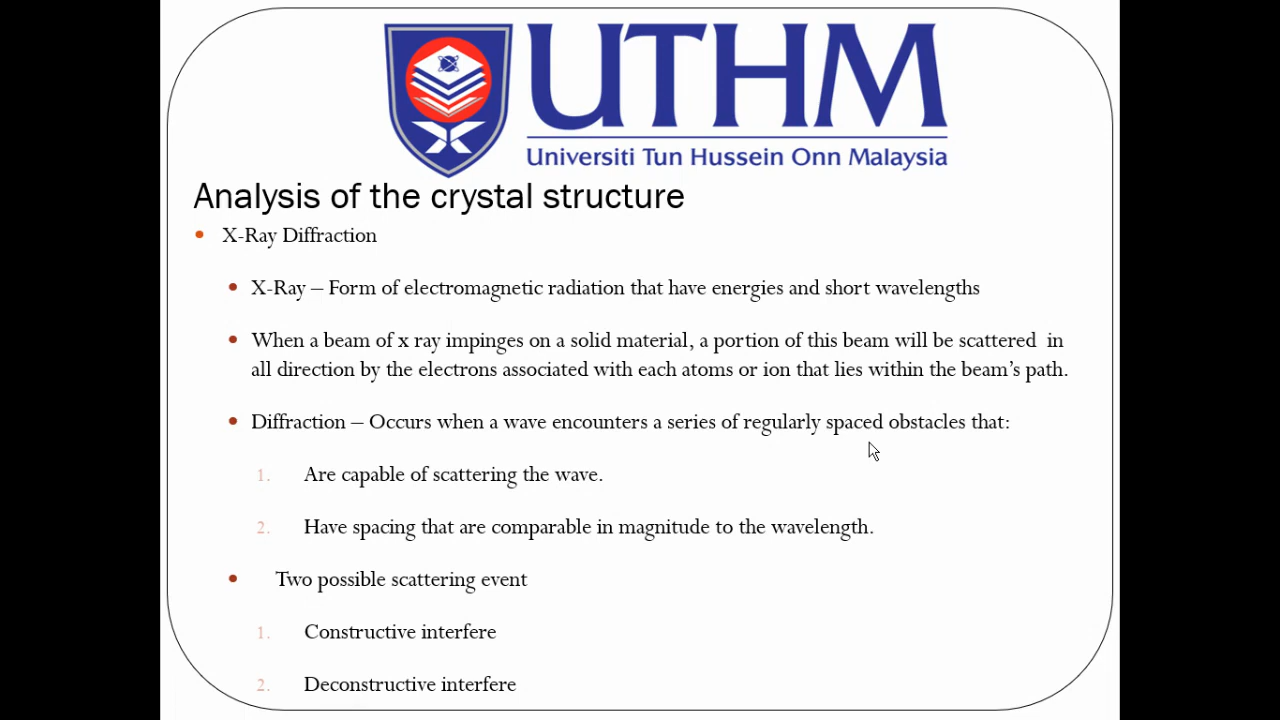 UTHM
Universiti Tun Hussein Onn Malaysia
Analysis of the crystal structure
• X-Ray Diffraction
• X-Ray – Form of electromagnetic radiation that have energies and short wavelengths
• When a beam of x ray impinges on a solid material, a portion of this beam will be scattered in
all direction by the electrons associated with each atoms or ion that lies within the beam’s path.
• Diffraction – Occurs when a wave encounters a series of regularly spaced obstacles that:
1. Are capable of scattering the wave.
2. Have spacing that are comparable in magnitude to the wavelength.
• Two possible scattering event
1. Constructive interfere
2. Deconstructive interfere